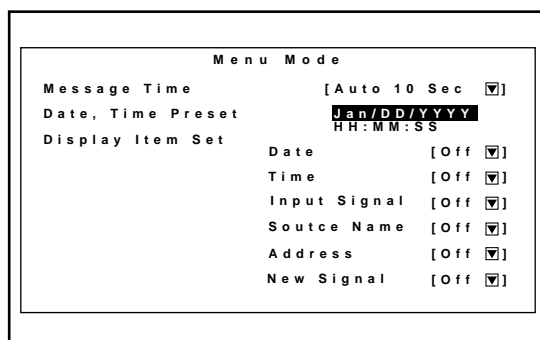 Menu Mode
Message Time [Auto 10 Sec ▼]
Date, Time Preset Jan/DD/YYYY
HH:MM:SS
Display Item Set
Date [Off ▼]
Time [Off ▼]
Input Signal [Off ▼]
Soutce Name [Off ▼]
Address [Off ▼]
New Signal [Off ▼]